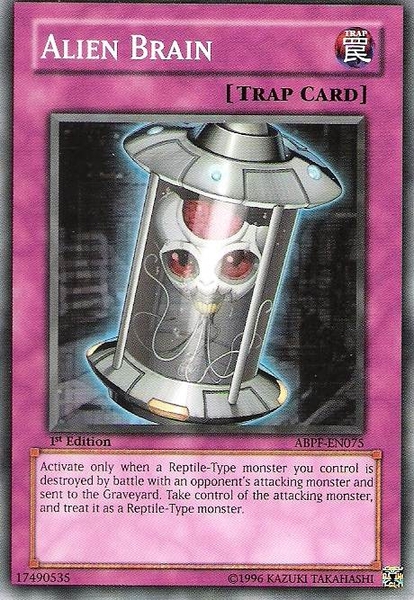 ALIEN BRAIN
TRAP
罠
[TRAP CARD]
1st Edition
ABPF-EN075
Activate only when a Reptile-Type monster you control is
destroyed by battle with an opponent's attacking monster and
sent to the Graveyard. Take control of the attacking monster,
and treat it as a Reptile-Type monster.
17490535
©1996 KAZUKI TAKAHASHI